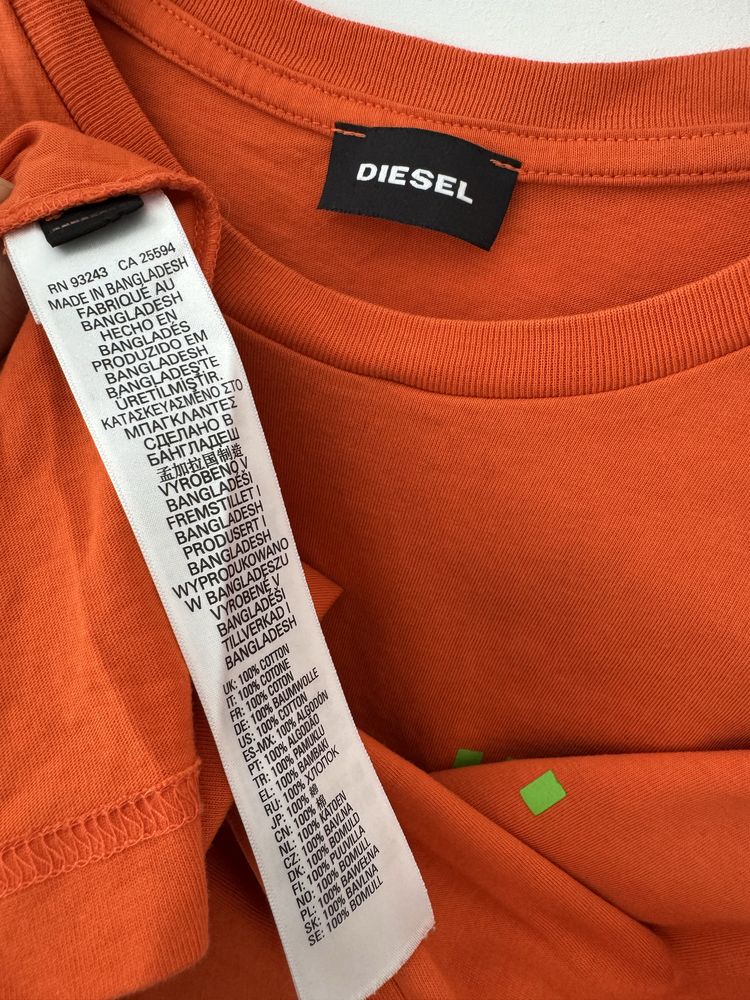 DIESEL
RN 93243 CA 25594
MADE IN BANGLADESH
FABRIQUÉ AU
BANGLADESH
HECHO EN
BANGLADÉS
PRODUZIDO EM
BANGLADESH
BANGLADEŞ'TE
ÜRETİLMİŞTİR.
ΚΑΤΑΣΚΕΥΑΣΜΕΝΟ ΣΤΟ
ΜΠΑΓΚΛΑΝΤΕΣ
СДЕЛАНО В
БАНГЛАДЕШ
孟加拉国制造
VYROBENO V
BANGLADÉŠI
FREMSTILLET I
BANGLADESH
PRODUSERT I
BANGLADESH
WYPRODUKOWANO
W BANGLADESZU
VYROBENÉ V
BANGLADÉŠI
TILLVERKAD I
BANGLADESH
UK: 100% COTTON
IT: 100% COTONE
FR: 100% COTON
DE: 100% BAUMWOLLE
US: 100% COTTON
ES-MX: 100% ALGODÓN
PT: 100% ALGODÃO
TR: 100% PAMUKLU
EL: 100% ΒΑΜΒΑΚΙ
RU: 100% ХЛОПОК
JP: 100% 綿
CN: 100% 棉
NL: 100% KATOEN
CZ: 100% BAVLNA
DK: 100% BOMULD
FI: 100% PUUVILLA
NO: 100% BOMULL
PL: 100% BAWEŁNA
SK: 100% BAVLNA
SE: 100% BOMULL